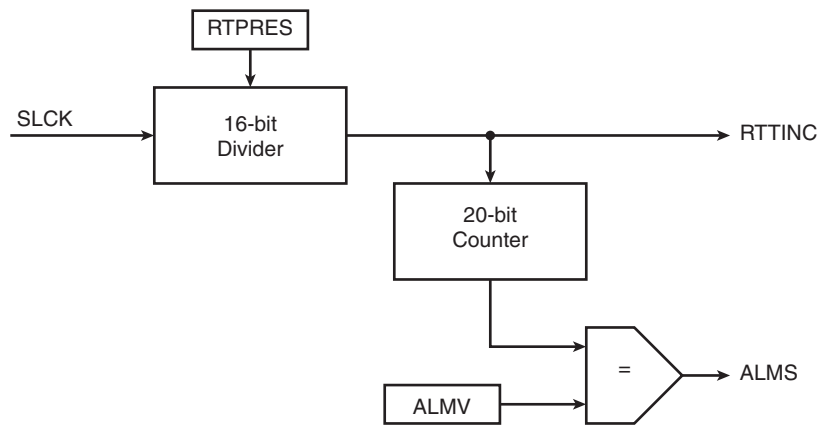 RTPRES
SLCK
16-bit
Divider
RTTINC
20-bit
Counter
=
ALMS
ALMV